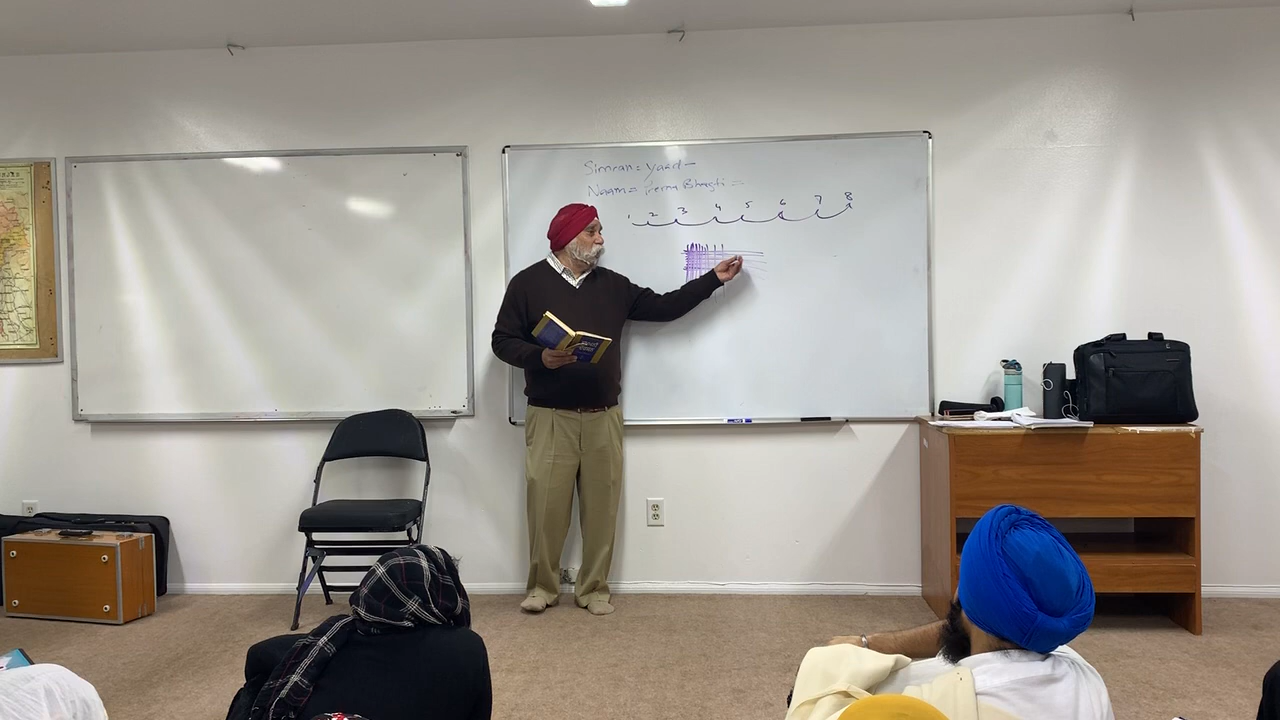 Simran = Yaad –
Naam = Prema Bhagti =
1 2 3 4 5 6 7 8